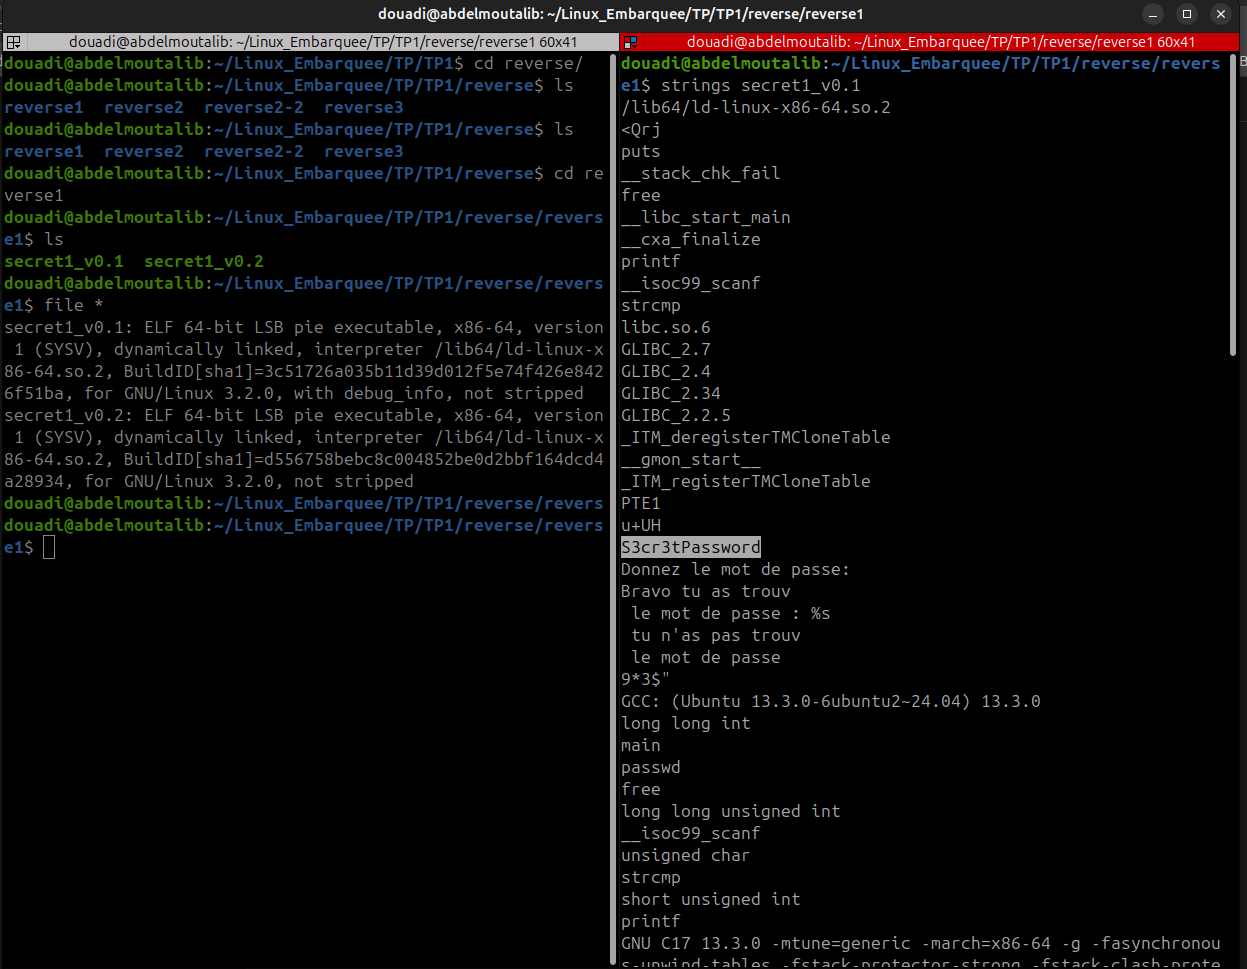 douadi@abdelmoutalib: ~/Linux_Embarquee/TP/TP1/reverse/reverse1
douadi@abdelmoutalib: ~/Linux_Embarquee/TP/TP1/reverse/reverse1 60x41
douadi@abdelmoutalib:~/Linux_Embarquee/TP/TP1$ cd reverse/
douadi@abdelmoutalib:~/Linux_Embarquee/TP/TP1/reverse$ ls
reverse1  reverse2  reverse2-2  reverse3
douadi@abdelmoutalib:~/Linux_Embarquee/TP/TP1/reverse$ ls
reverse1  reverse2  reverse2-2  reverse3
douadi@abdelmoutalib:~/Linux_Embarquee/TP/TP1/reverse$ cd re
verse1
douadi@abdelmoutalib:~/Linux_Embarquee/TP/TP1/reverse/revers
e1$ ls
secret1_v0.1  secret1_v0.2
douadi@abdelmoutalib:~/Linux_Embarquee/TP/TP1/reverse/revers
e1$ file *
secret1_v0.1: ELF 64-bit LSB pie executable, x86-64, version
 1 (SYSV), dynamically linked, interpreter /lib64/ld-linux-x
86-64.so.2, BuildID[sha1]=3c51726a035b11d39d012f5e74f426e842
6f51ba, for GNU/Linux 3.2.0, with debug_info, not stripped
secret1_v0.2: ELF 64-bit LSB pie executable, x86-64, version
 1 (SYSV), dynamically linked, interpreter /lib64/ld-linux-x
86-64.so.2, BuildID[sha1]=d556758bebc8c004852be0d2bbf164dcd4
a28934, for GNU/Linux 3.2.0, not stripped
douadi@abdelmoutalib:~/Linux_Embarquee/TP/TP1/reverse/revers
douadi@abdelmoutalib:~/Linux_Embarquee/TP/TP1/reverse/revers
e1$
douadi@abdelmoutalib: ~/Linux_Embarquee/TP/TP1/reverse/reverse1 60x41
douadi@abdelmoutalib:~/Linux_Embarquee/TP/TP1/reverse/revers
e1$ strings secret1_v0.1
/lib64/ld-linux-x86-64.so.2
<Qrj
puts
__stack_chk_fail
free
__libc_start_main
__cxa_finalize
printf
__isoc99_scanf
strcmp
libc.so.6
GLIBC_2.7
GLIBC_2.4
GLIBC_2.34
GLIBC_2.2.5
_ITM_deregisterTMCloneTable
__gmon_start__
_ITM_registerTMCloneTable
PTE1
u+UH
S3cr3tPassword
Donnez le mot de passe:
Bravo tu as trouv
 le mot de passe : %s
 tu n'as pas trouv
 le mot de passe
9*3$"
GCC: (Ubuntu 13.3.0-6ubuntu2~24.04) 13.3.0
long long int
main
passwd
free
long long unsigned int
__isoc99_scanf
unsigned char
strcmp
short unsigned int
printf
GNU C17 13.3.0 -mtune=generic -march=x86-64 -g -fasynchronou
s-unwind-tables -fstack-protector-strong -fstack-clash-prote